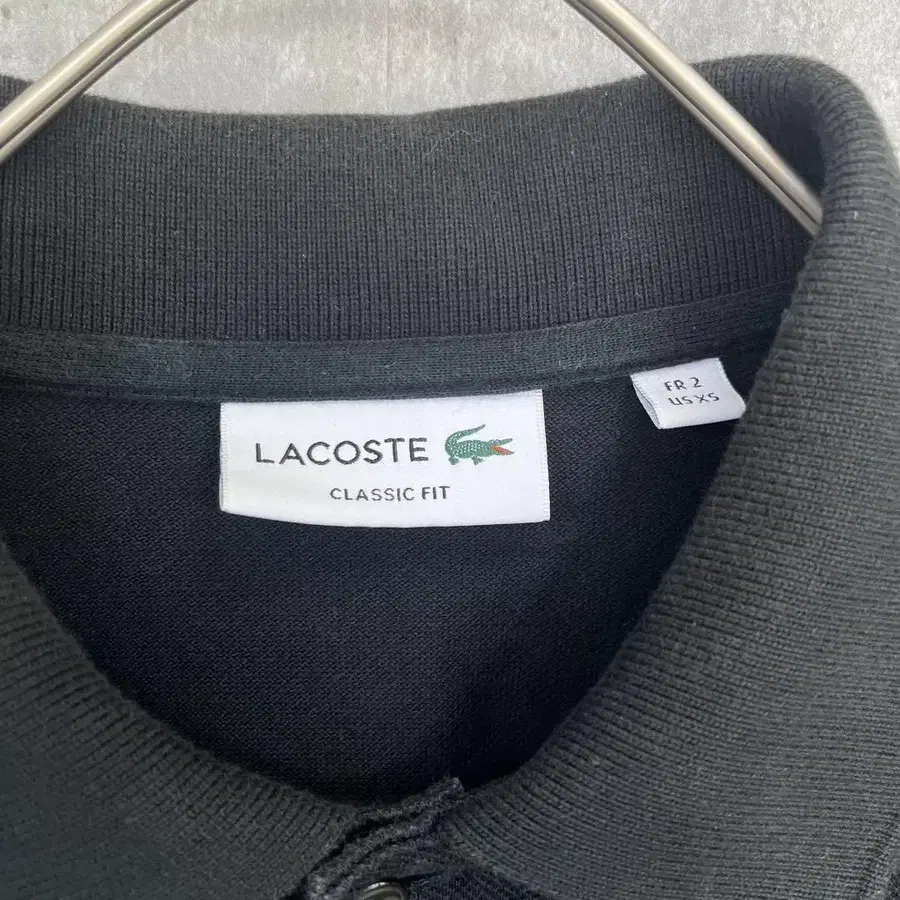 LACOSTE
CLASSIC FIT
FR 2
US XS